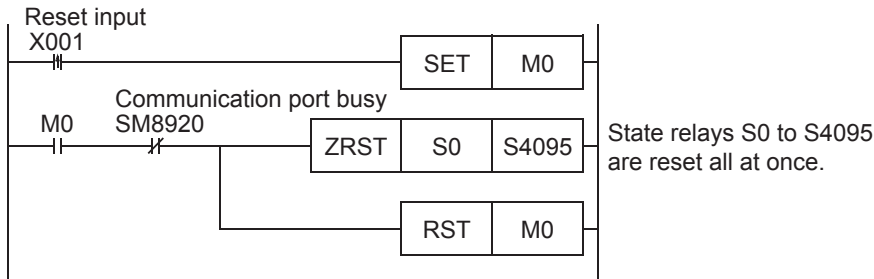 Reset input
X001
SET M0
Communication port busy
M0 SM8920
ZRST S0 S4095
State relays S0 to S4095
are reset all at once.
RST M0